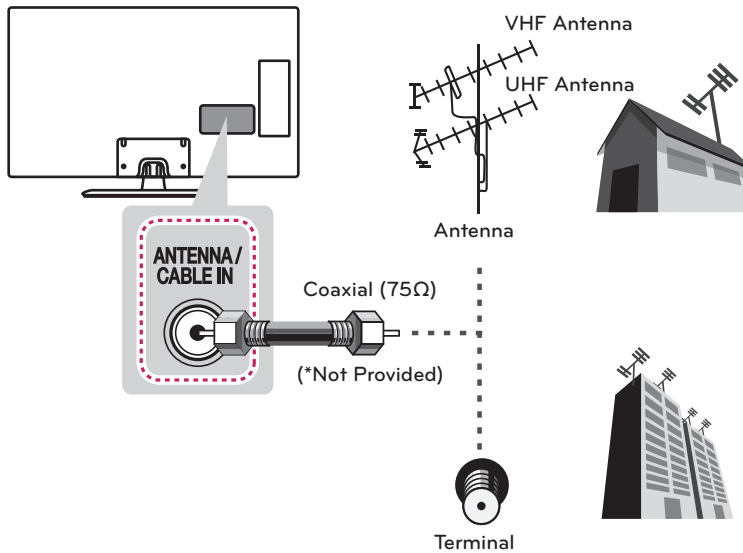 VHF Antenna
UHF Antenna
Antenna
ANTENNA/
CABLE IN
Coaxial (75Ω)
(*Not Provided)
Terminal